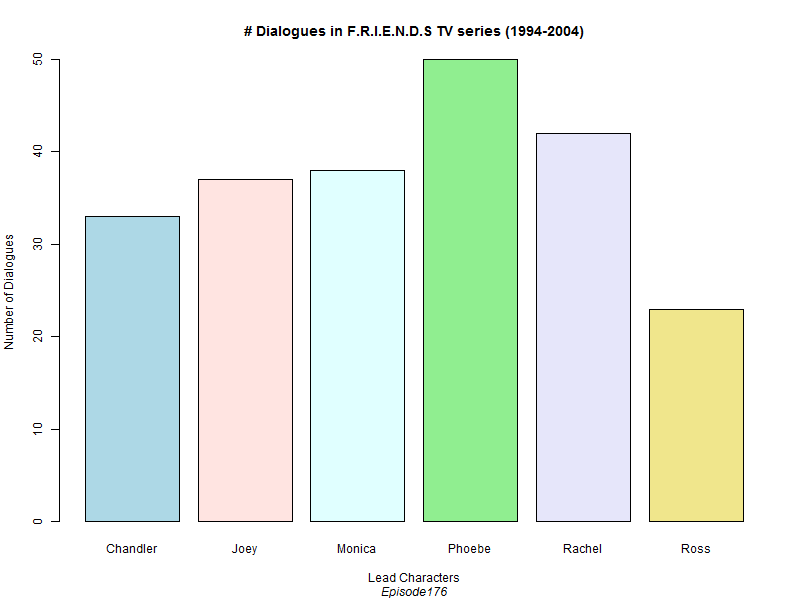 # Dialogues in F.R.I.E.N.D.S TV series (1994-2004)
Number of Dialogues
50
40
30
20
10
0
Chandler Joey Monica Phoebe Rachel Ross
Lead Characters
Episode176